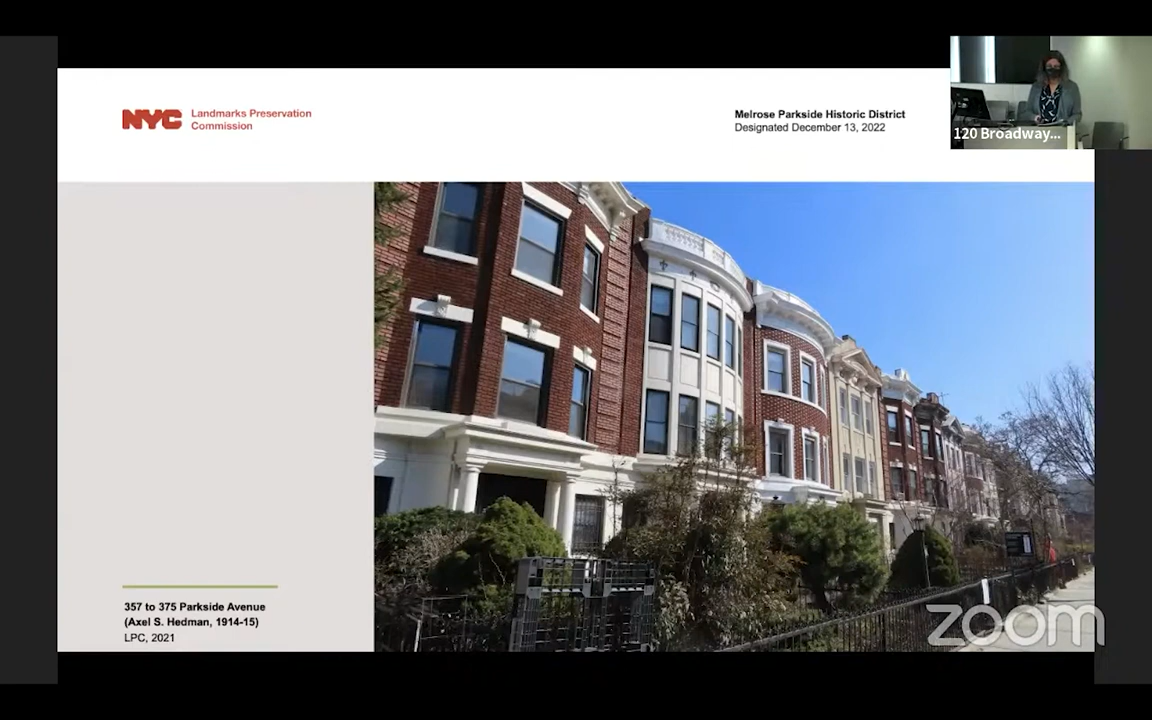 NYC
Landmarks Preservation
Commission
Melrose Parkside Historic District
Designated December 13, 2022
120 Broadway...
357 to 375 Parkside Avenue
(Axel S. Hedman, 1914-15)
LPC, 2021
zoom